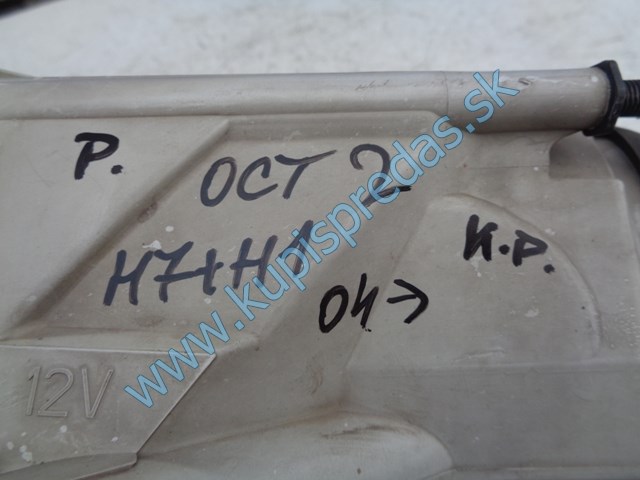 P.
OCT 2
H7+H1
K.P.
04→
12V
www.kupispredas.sk